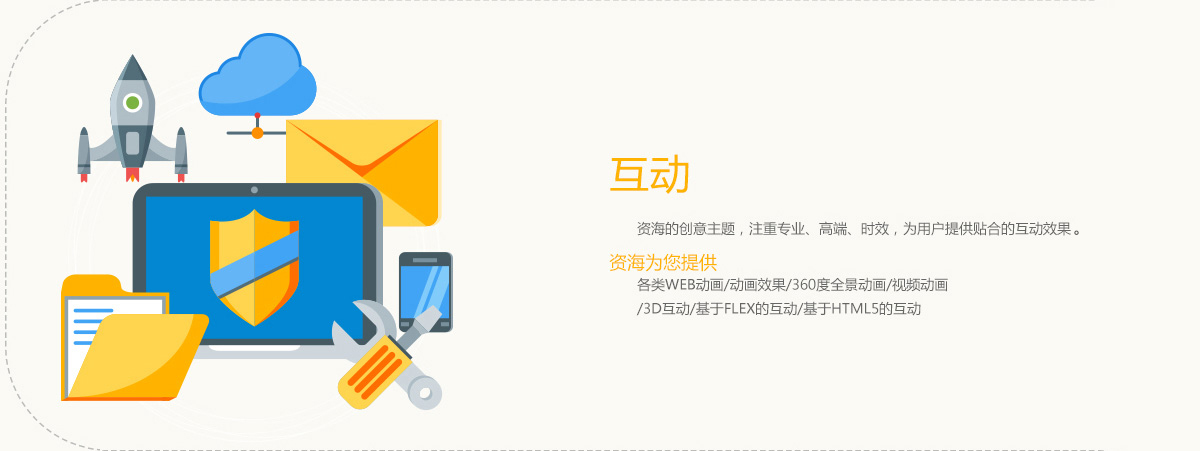 互动
资海的创意主题，注重专业、高端、时效，为用户提供贴合的互动效果。
资海为您提供
各类WEB动画/动画效果/360度全景动画/视频动画
/3D互动/基于FLEX的互动/基于HTML5的互动